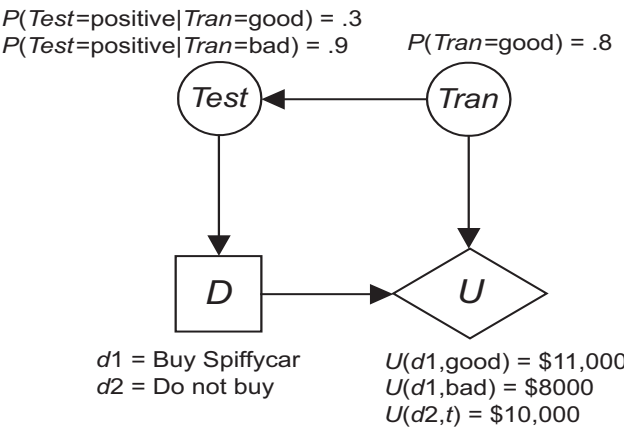 P(Test=positive|Tran=good) = .3
P(Test=positive|Tran=bad) = .9
P(Tran=good) = .8
Test
Tran
D
U
d1 = Buy Spiffycar
d2 = Do not buy
U(d1,good) = $11,000
U(d1,bad) = $8000
U(d2,t) = $10,000